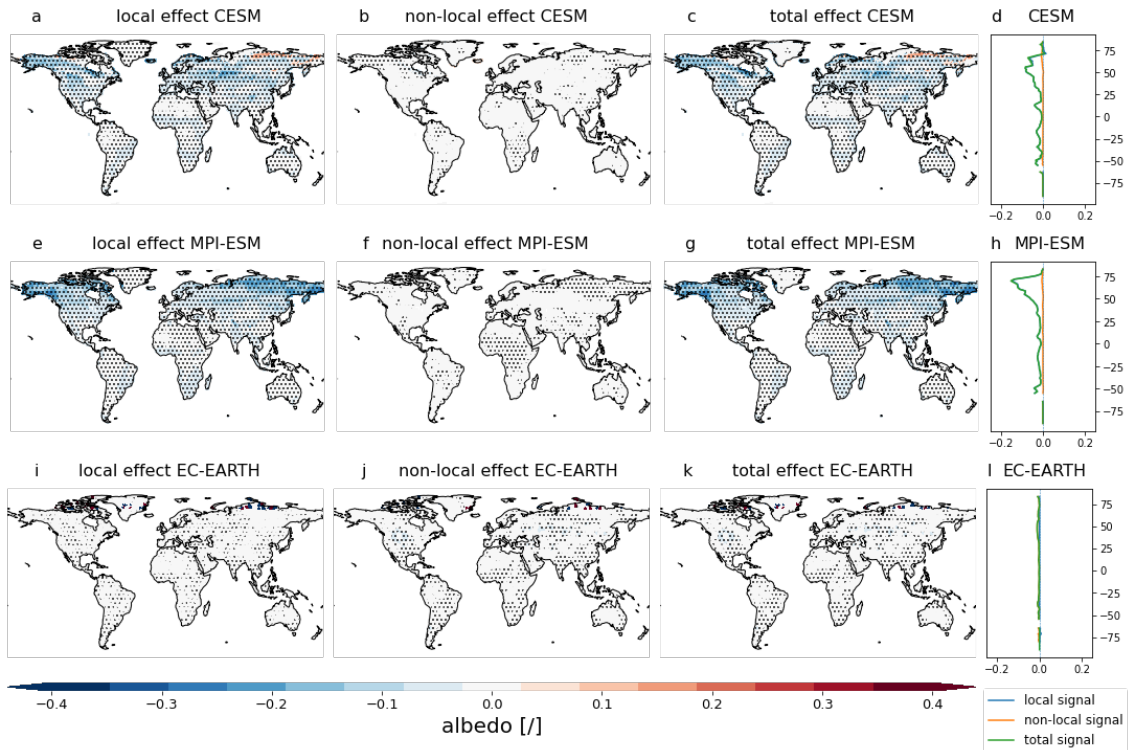 a local effect CESM b non-local effect CESM c total effect CESM d CESM
75
50
25
0
−25
−50
−75
−0.2 0.0 0.2
e local effect MPI-ESM f non-local effect MPI-ESM g total effect MPI-ESM h MPI-ESM
75
50
25
0
−25
−50
−75
−0.2 0.0 0.2
i local effect EC-EARTH j non-local effect EC-EARTH k total effect EC-EARTH l EC-EARTH
75
50
25
0
−25
−50
−75
−0.2 0.0 0.2
−0.4 −0.3 −0.2 −0.1 0.0 0.1 0.2 0.3 0.4
albedo [/]
local signal
non-local signal
total signal